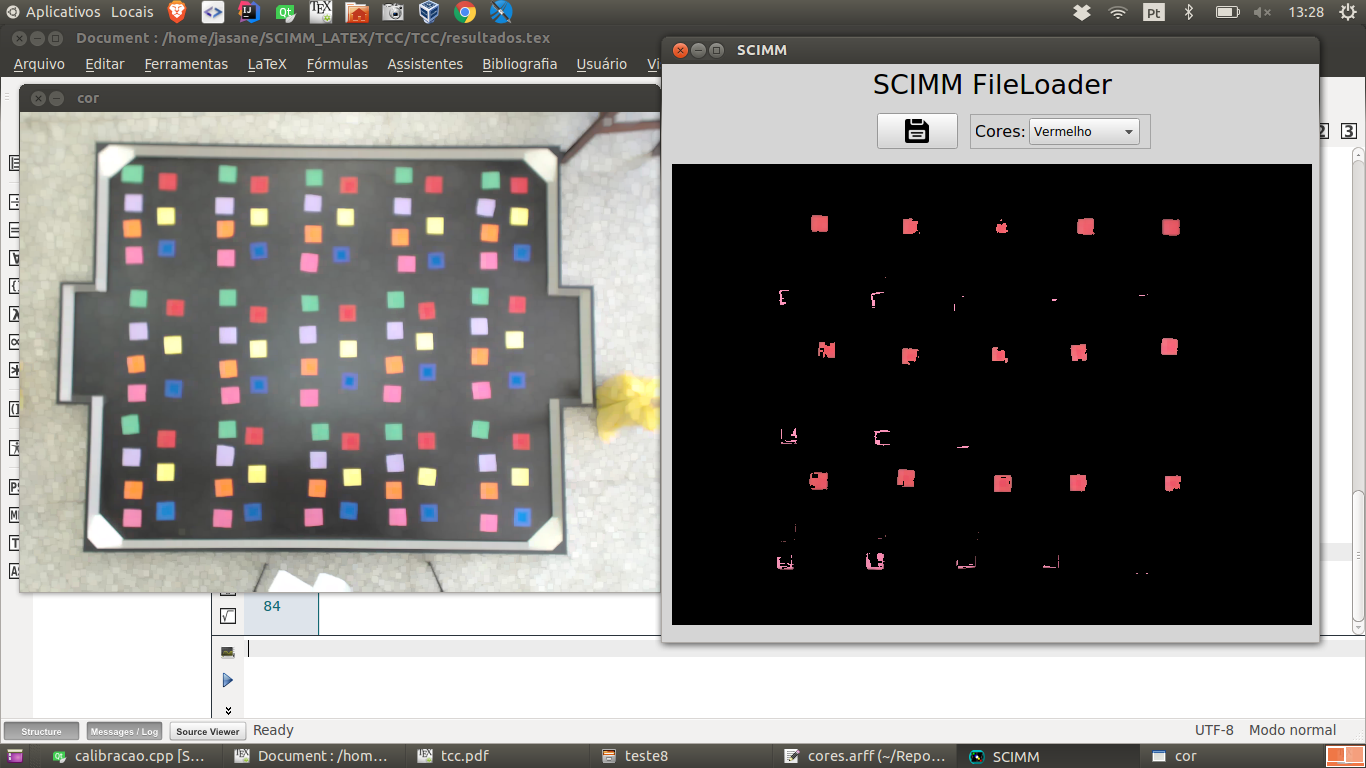 Aplicativos Locais Pt 13:28
Document : /home/jasane/SCIMM_LATEX/TCC/TCC/resultados.tex
Arquivo Editar Ferramentas LaTeX Fórmulas Assistentes Bibliografia Usuário Vi
cor
SCIMM
SCIMM FileLoader
Cores: Vermelho
2 3
84
Structure Messages / Log Source Viewer Ready UTF-8 Modo normal
calibracao.cpp [S... Document : /hom... tcc.pdf teste8 cores.arff (~/Repo... SCIMM cor